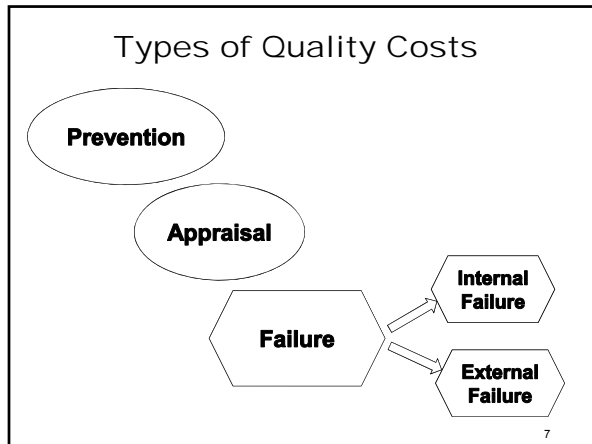 Types of Quality Costs
Prevention
Appraisal
Failure
Internal
Failure
External
Failure
7